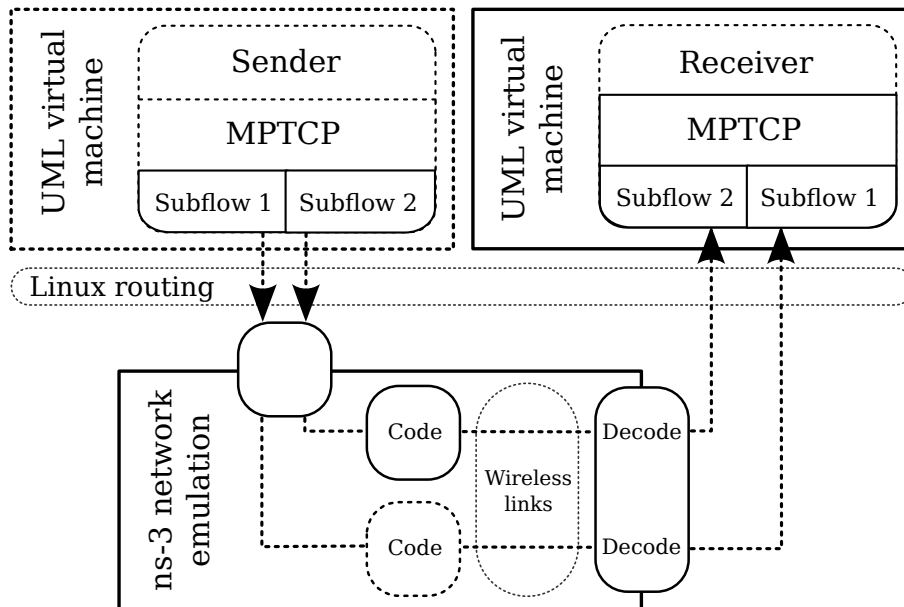 UML virtual
machine
Sender
MPTCP
Subflow 1
Subflow 2
UML virtual
machine
Receiver
MPTCP
Subflow 2
Subflow 1
Linux routing
ns-3 network
emulation
Code
Wireless
links
Decode
Code
Decode